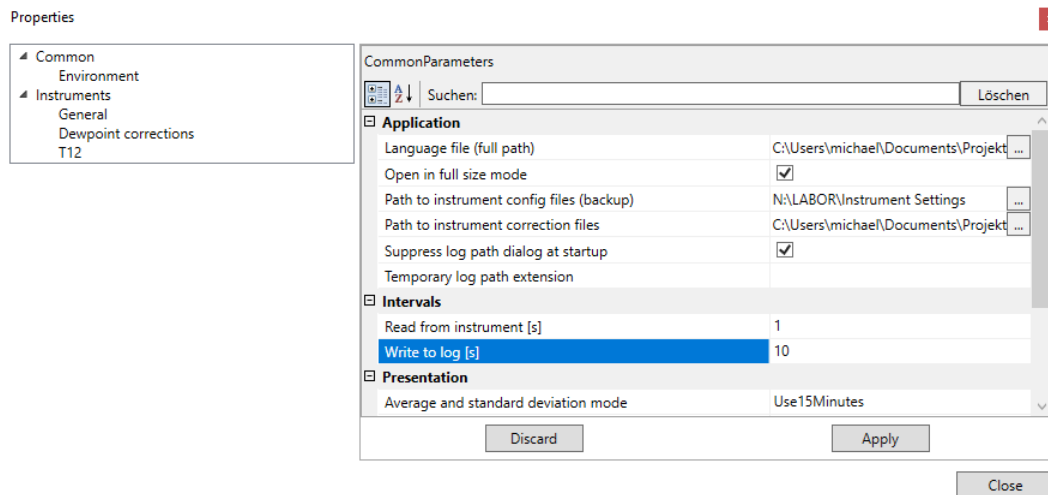 Properties
Common
Environment
Instruments
General
Dewpoint corrections
T12
CommonParameters
Suchen: Löschen
Application
Language file (full path) C:\Users\michael\Documents\Projekt ...
Open in full size mode
Path to instrument config files (backup) N:\LABOR\Instrument Settings ...
Path to instrument correction files C:\Users\michael\Documents\Projekt ...
Suppress log path dialog at startup
Temporary log path extension
Intervals
Read from instrument [s] 1
Write to log [s] 10
Presentation
Average and standard deviation mode Use15Minutes
Discard Apply
Close